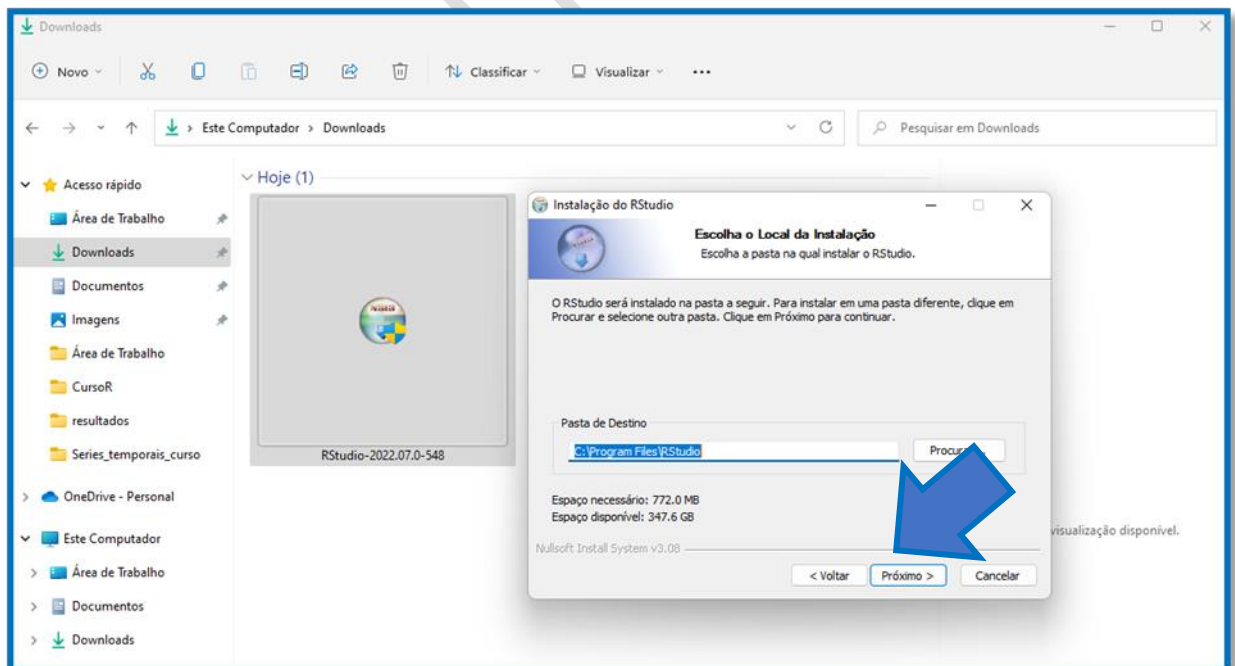 Downloads
Novo
Classificar
Visualizar
Este Computador > Downloads
Pesquisar em Downloads
Acesso rápido
Área de Trabalho
Downloads
Documentos
Imagens
Área de Trabalho
CursoR
resultados
Series_temporais_curso
OneDrive - Personal
Este Computador
Área de Trabalho
Documentos
Downloads
Hoje (1)
RStudio-2022.07.0-548
Instalação do RStudio
Escolha o Local da Instalação
Escolha a pasta na qual instalar o RStudio.
O RStudio será instalado na pasta a seguir. Para instalar em uma pasta diferente, clique em
Procurar e selecione outra pasta. Clique em Próximo para continuar.
Pasta de Destino
C:\Program Files\RStudio
Espaço necessário: 772.0 MB
Espaço disponível: 347.6 GB
Nullsoft Install System v3.08
< Voltar
Próximo >
Cancelar
visualização disponível.